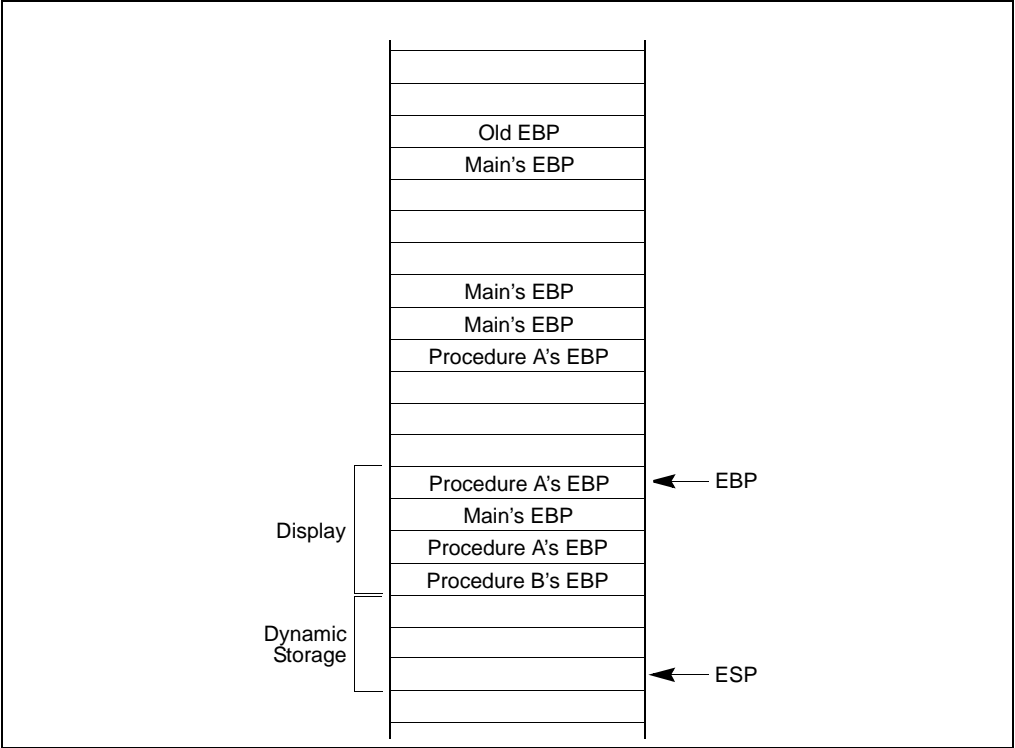 Old EBP
Main's EBP
Main's EBP
Main's EBP
Procedure A's EBP
Procedure A's EBP
EBP
Main's EBP
Display
Procedure A's EBP
Procedure B's EBP
Dynamic
Storage
ESP